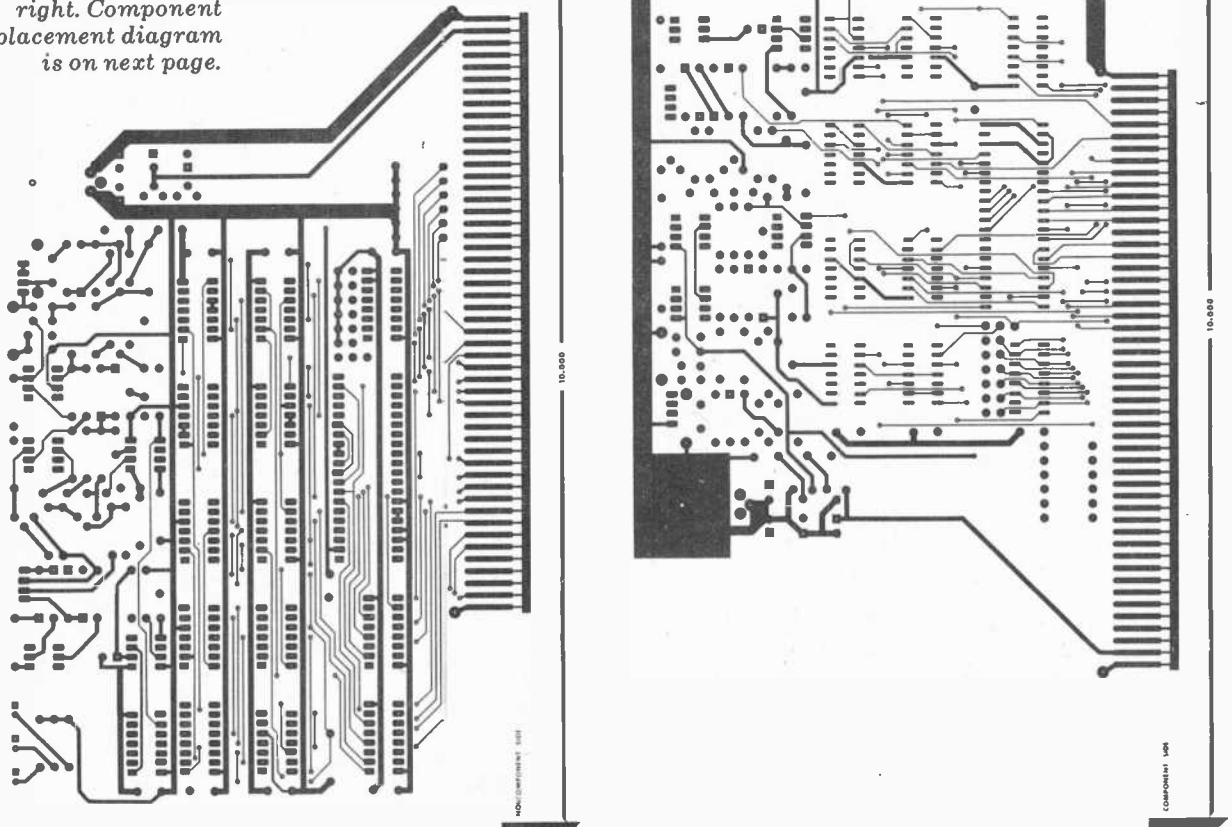 right. Component
placement diagram
is on next page.
10.000
NONCOMPONENT SIDE
10.000
COMPONENT SIDE